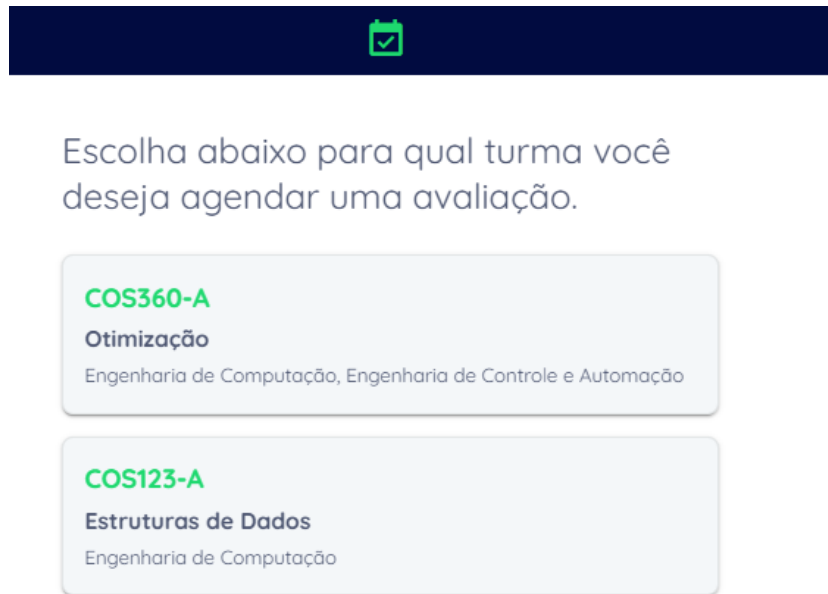 Escolha abaixo para qual turma você
deseja agendar uma avaliação.
COS360-A
Otimização
Engenharia de Computação, Engenharia de Controle e Automação
COS123-A
Estruturas de Dados
Engenharia de Computação